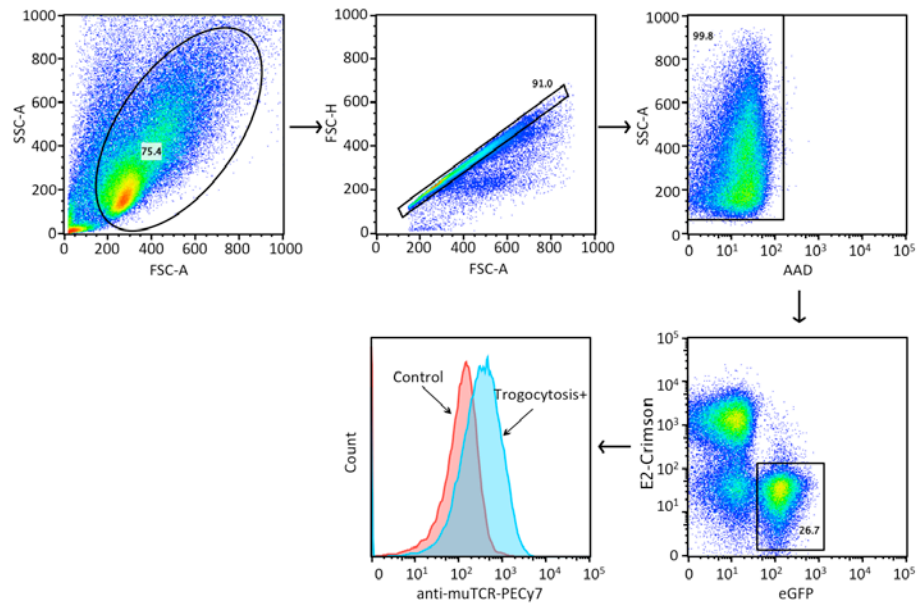 1000
800
600
400
200
0
SSC-A
75.4
0 200 400 600 800 1000
FSC-A
1000
800
600
400
200
0
FSC-H
91.0
200 400 600 800 1000
FSC-A
1000
800
600
400
200
0
SSC-A
99.8
0 10¹ 10² 10³ 10⁴ 10⁵
AAD
Count
Control
Trogocytosis+
0 10¹ 10² 10³ 10⁴ 10⁵
anti-muTCR-PECy7
10⁵
10⁴
10³
10²
10¹
0
E2-Crimson
26.7
0 10¹ 10² 10³ 10⁴ 10⁵
eGFP